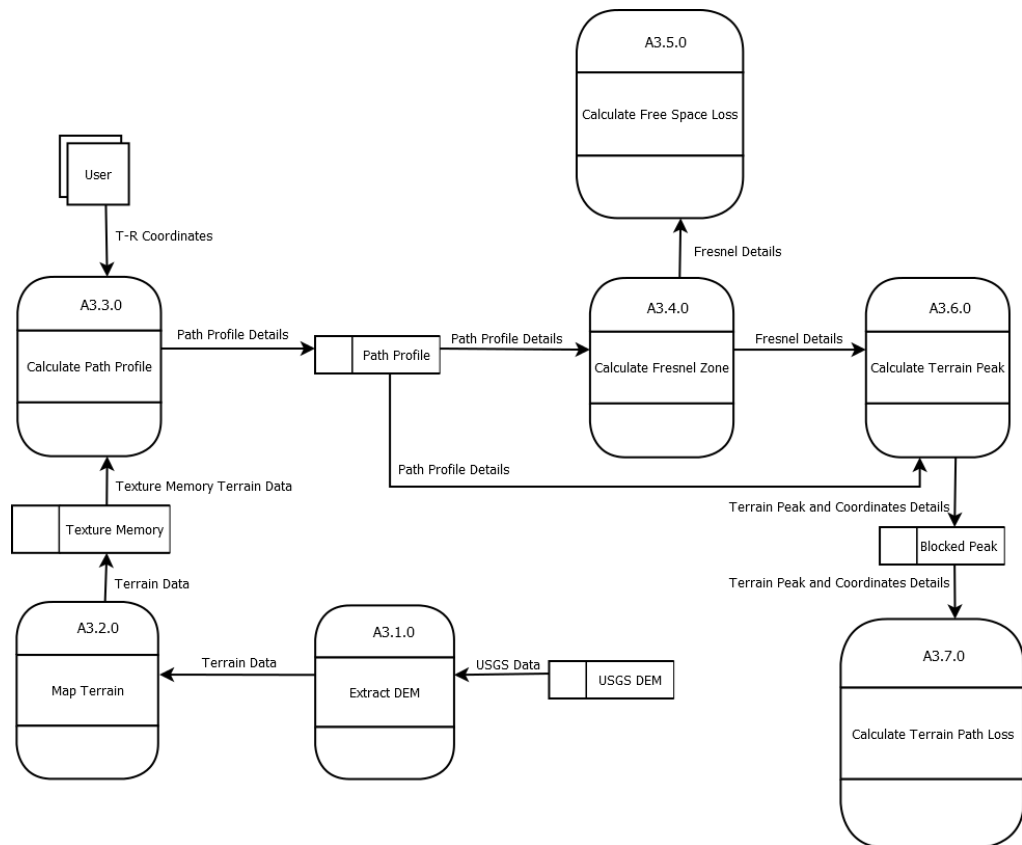 A3.5.0
Calculate Free Space Loss
User
T-R Coordinates
Fresnel Details
A3.3.0
A3.4.0
A3.6.0
Path Profile Details
Path Profile
Path Profile Details
Fresnel Details
Calculate Path Profile
Calculate Fresnel Zone
Calculate Terrain Peak
Path Profile Details
Texture Memory Terrain Data
Terrain Peak and Coordinates Details
Texture Memory
Blocked Peak
Terrain Data
Terrain Peak and Coordinates Details
A3.2.0
A3.1.0
A3.7.0
Terrain Data
USGS Data
USGS DEM
Map Terrain
Extract DEM
Calculate Terrain Path Loss